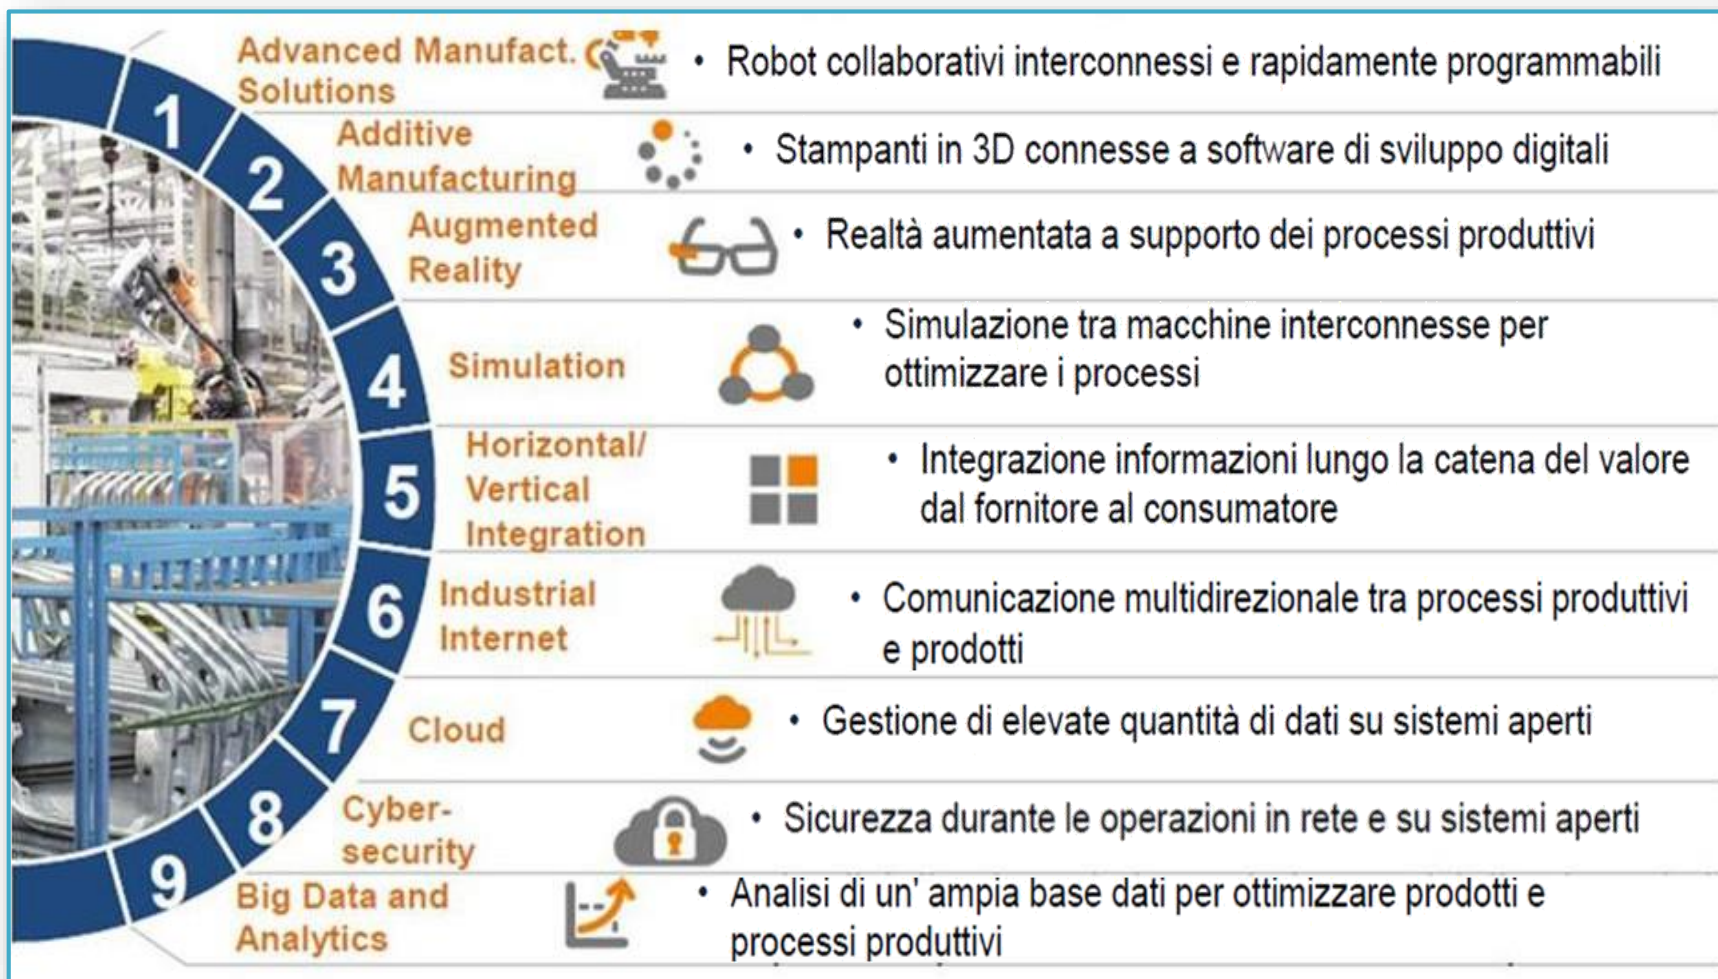 1
Advanced Manufact.
Solutions
• Robot collaborativi interconnessi e rapidamente programmabili
2
Additive
Manufacturing
• Stampanti in 3D connesse a software di sviluppo digitali
3
Augmented
Reality
• Realtà aumentata a supporto dei processi produttivi
4
Simulation
• Simulazione tra macchine interconnesse per
ottimizzare i processi
5
Horizontal/
Vertical
Integration
• Integrazione informazioni lungo la catena del valore
dal fornitore al consumatore
6
Industrial
Internet
• Comunicazione multidirezionale tra processi produttivi
e prodotti
7
Cloud
• Gestione di elevate quantità di dati su sistemi aperti
8
Cyber-
security
• Sicurezza durante le operazioni in rete e su sistemi aperti
9
Big Data and
Analytics
• Analisi di un' ampia base dati per ottimizzare prodotti e
processi produttivi